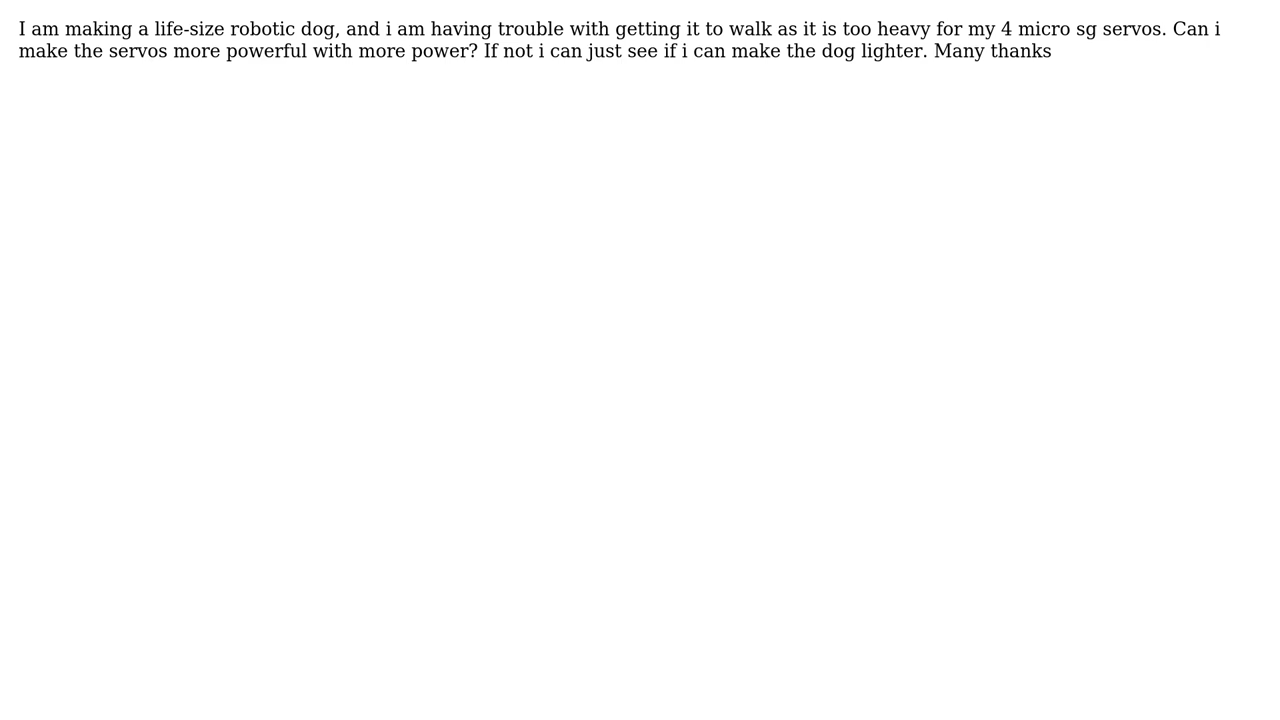 I am making a life-size robotic dog, and i am having trouble with getting it to walk as it is too heavy for my 4 micro sg servos. Can i
make the servos more powerful with more power? If not i can just see if i can make the dog lighter. Many thanks